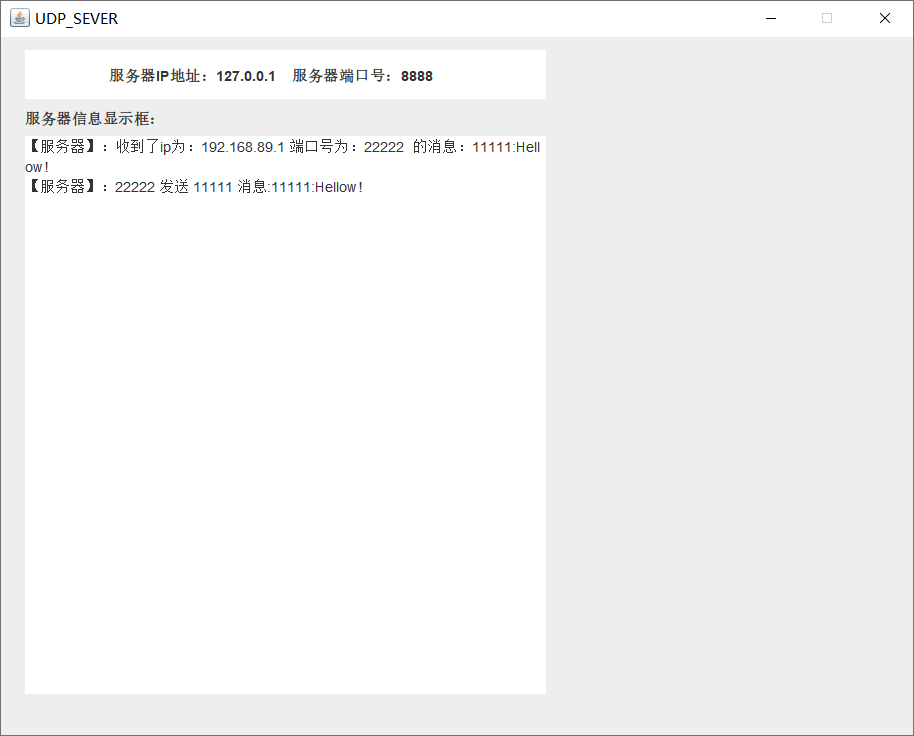 UDP_SEVER
服务器IP地址：127.0.0.1 服务器端口号：8888
服务器信息显示框：
【服务器】：收到了ip为：192.168.89.1 端口号为：22222 的消息：11111:Hell
ow！
【服务器】：22222 发送 11111 消息:11111:Hellow！